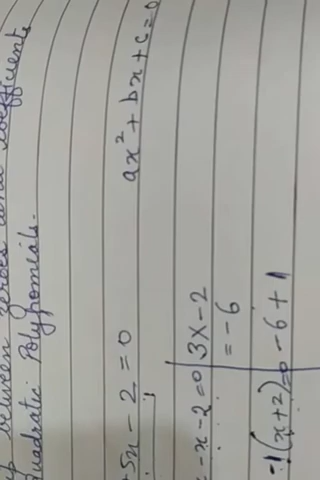 between zeroes and coefficients
quadratic Polynomials.
+5x - 2 = 0 ax² + bx + c = 0
- x - 2 = 0 3x-2
= -6
-1(x+2)=0 -6+1